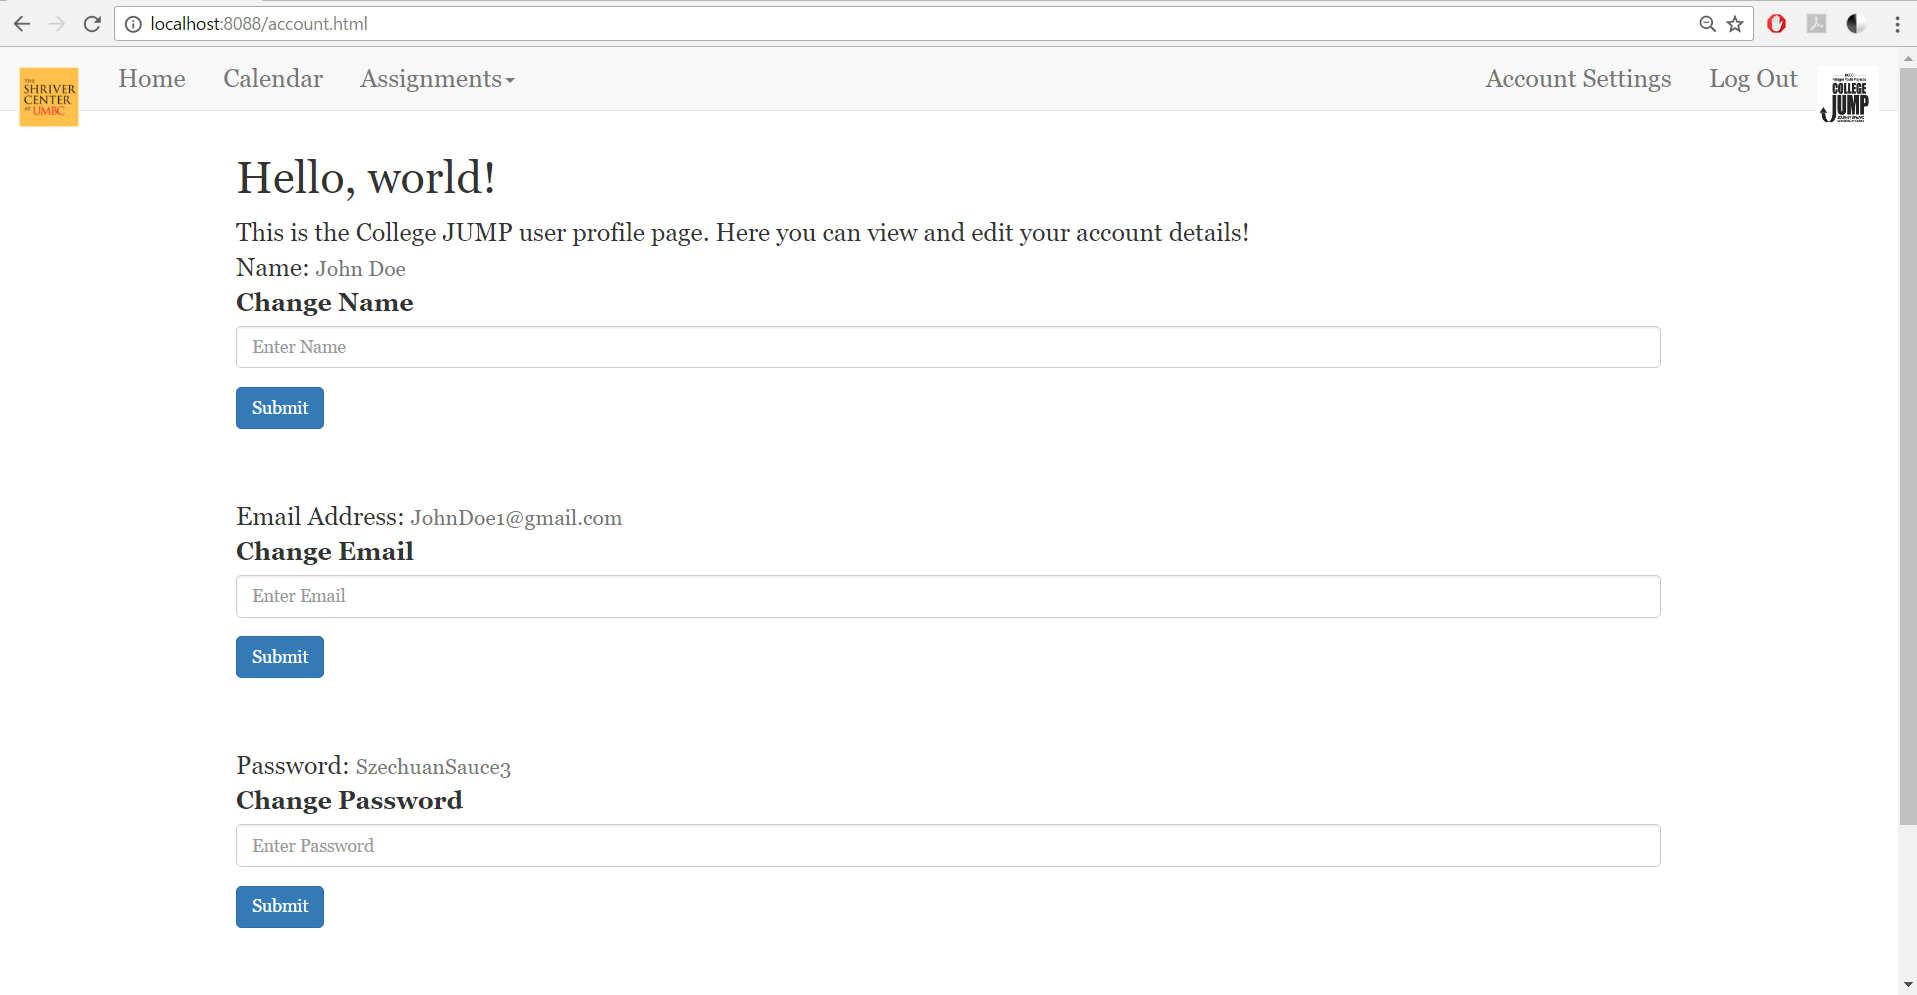 localhost:8088/account.html
THE
SHRIVER
CENTER
AT UMBC
Home Calendar Assignments
Account Settings Log Out
COLLEGE
JUMP
Hello, world!
This is the College JUMP user profile page. Here you can view and edit your account details!
Name: John Doe
Change Name
Enter Name
Submit
Email Address: JohnDoe1@gmail.com
Change Email
Enter Email
Submit
Password: SzechuanSauce3
Change Password
Enter Password
Submit